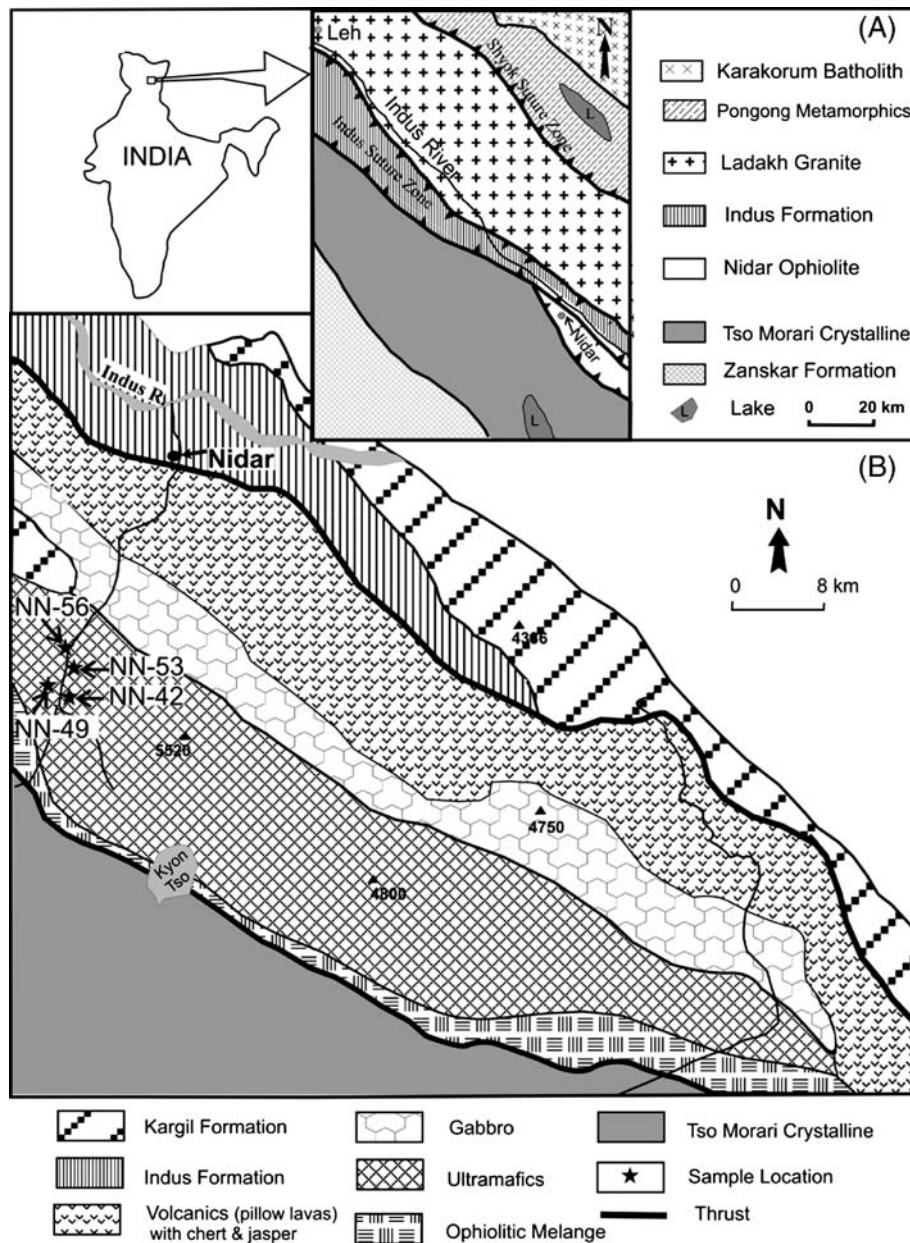 (A)
N
Leh
INDIA
Shyok Suture Zone
Indus River
Indus Suture Zone
L
Nidar
L
Karakorum Batholith
Pongong Metamorphics
Ladakh Granite
Indus Formation
Nidar Ophiolite
Tso Morari Crystalline
Zanskar Formation
L Lake
0 20 km
(B)
N
0 8 km
Indus R
Nidar
NN-56
NN-53
NN-42
NN-49
5520
4750
4800
Kyon
Tso
Kargil Formation
Indus Formation
Volcanics (pillow lavas)
with chert & jasper
Gabbro
Ultramafics
Ophiolitic Melange
Tso Morari Crystalline
Sample Location
Thrust